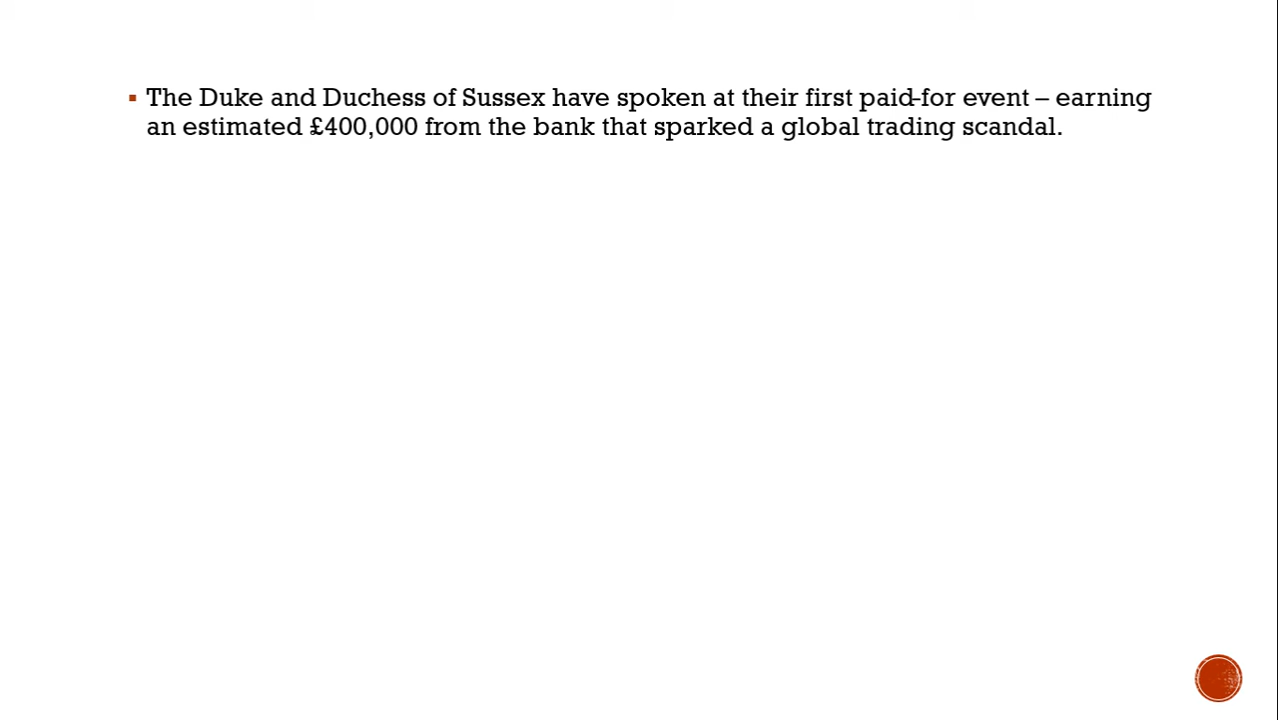 ▪ The Duke and Duchess of Sussex have spoken at their first paid-for event – earning
an estimated £400,000 from the bank that sparked a global trading scandal.